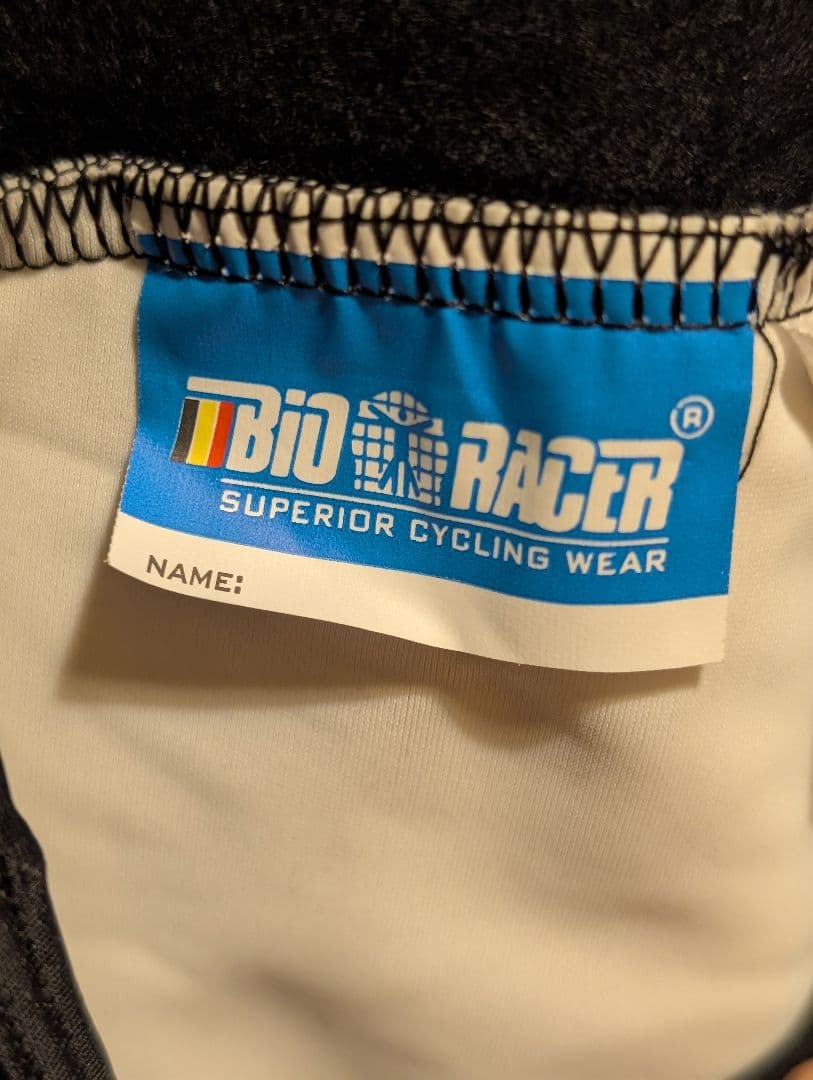 BIO RACER ®
SUPERIOR CYCLING WEAR
NAME: